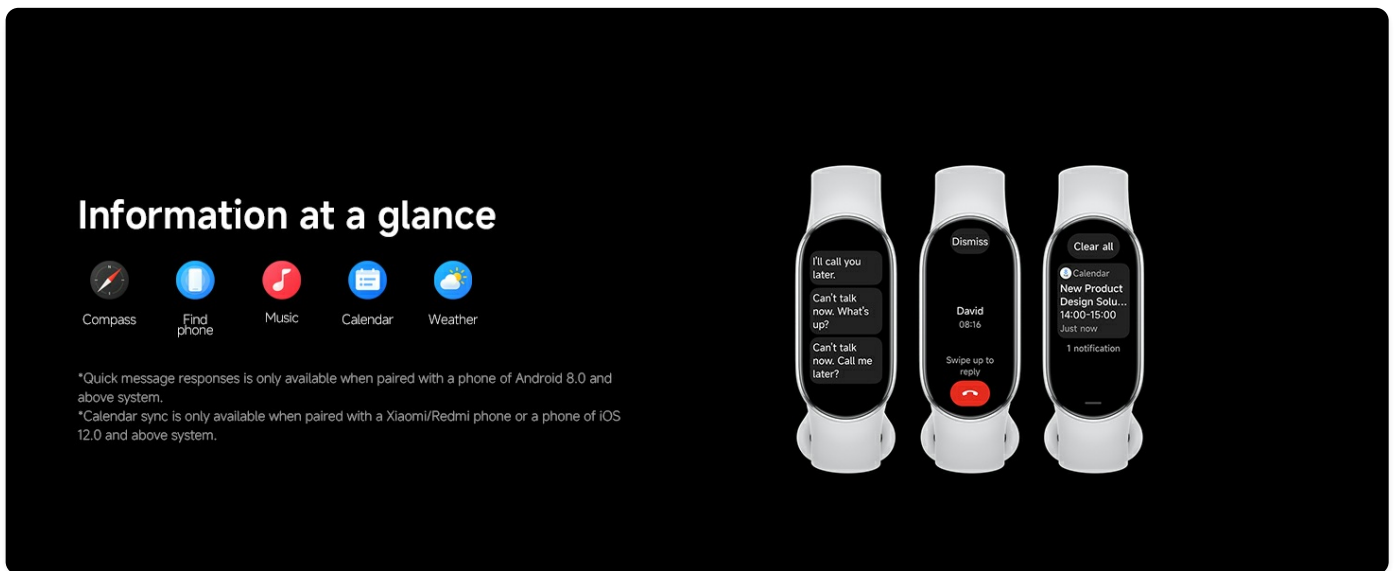 Information at a glance
Compass
Find
phone
Music
Calendar
Weather
*Quick message responses is only available when paired with a phone of Android 8.0 and
above system.
*Calendar sync is only available when paired with a Xiaomi/Redmi phone or a phone of iOS
12.0 and above system.
I'll call you
later.
Can't talk
now. What's
up?
Can't talk
now. Call me
later?
Dismiss
David
08:16
Swipe up to
reply
Clear all
Calendar
New Product
Design Solu...
14:00-15:00
Just now
1 notification